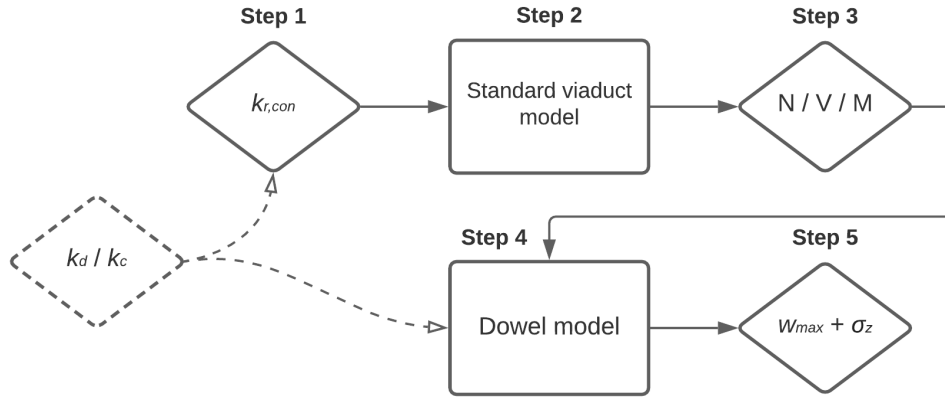 Step 1
Step 2
Step 3
kr,con
Standard viaduct
model
N / V / M
kd / kc
Step 4
Step 5
Dowel model
wmax + σz